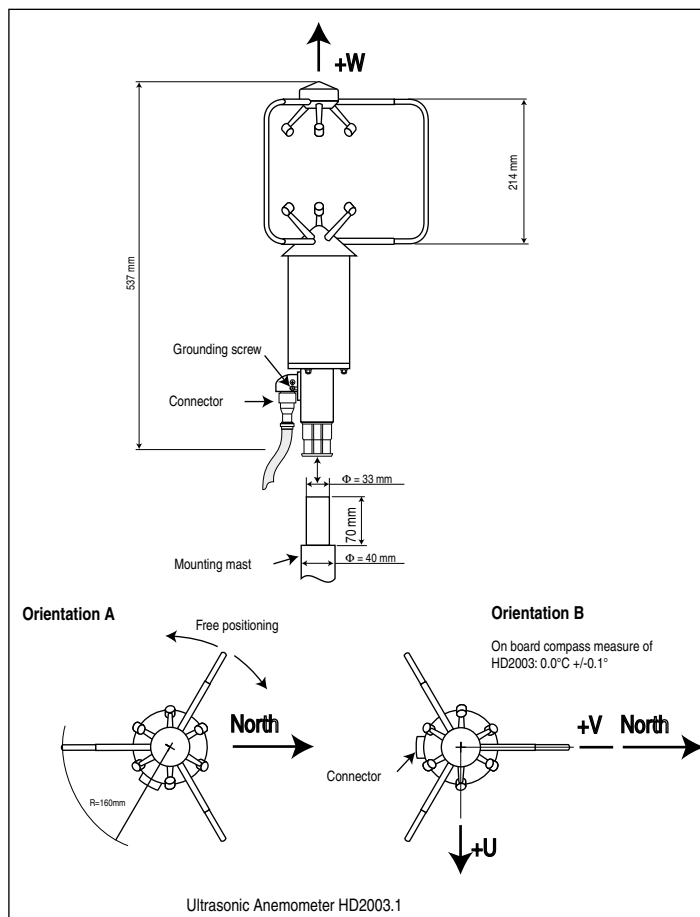 +W
537 mm
214 mm
Grounding screw
Connector
Φ = 33 mm
70 mm
Mounting mast
Φ = 40 mm
Orientation A
Free positioning
North
R=160mm
Orientation B
On board compass measure of
HD2003: 0.0°C +/-0.1°
+V North
Connector
+U
Ultrasonic Anemometer HD2003.1